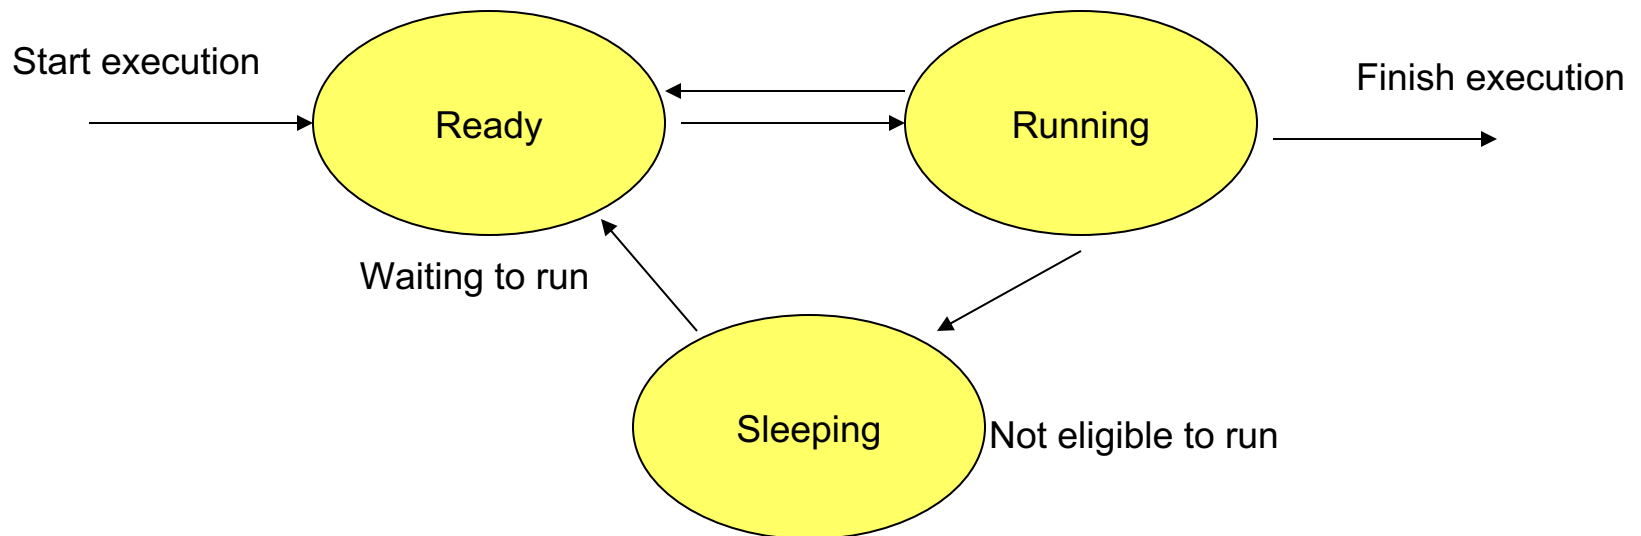 Start execution
Finish execution
Ready
Running
Waiting to run
Sleeping
Not eligible to run